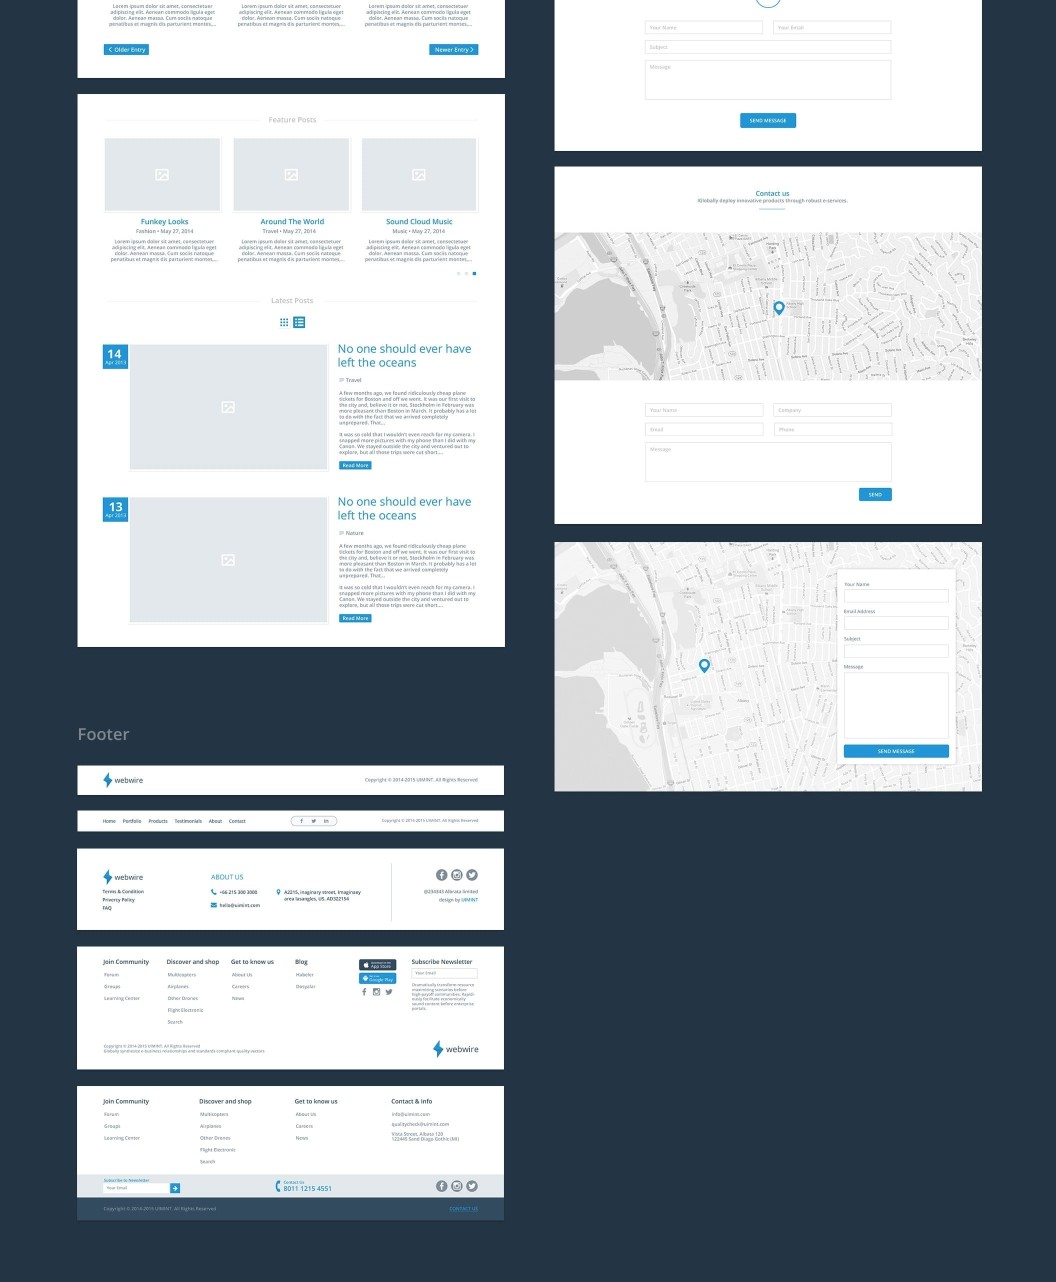 Lorem ipsum dolor sit amet, consectetuer
adipiscing elit. Aenean commodo ligula eget
dolor. Aenean massa. Cum sociis natoque
penatibus et magnis dis parturient montes,...
Lorem ipsum dolor sit amet, consectetuer
adipiscing elit. Aenean commodo ligula eget
dolor. Aenean massa. Cum sociis natoque
penatibus et magnis dis parturient montes,...
Lorem ipsum dolor sit amet, consectetuer
adipiscing elit. Aenean commodo ligula eget
dolor. Aenean massa. Cum sociis natoque
penatibus et magnis dis parturient montes,...
Older Entry
Newer Entry
Feature Posts
Funkey Looks
Fashion • May 27, 2014
Lorem ipsum dolor sit amet, consectetuer
adipiscing elit. Aenean commodo ligula eget
dolor. Aenean massa. Cum sociis natoque
penatibus et magnis dis parturient montes,...
Around The World
Travel • May 27, 2014
Lorem ipsum dolor sit amet, consectetuer
adipiscing elit. Aenean commodo ligula eget
dolor. Aenean massa. Cum sociis natoque
penatibus et magnis dis parturient montes,...
Sound Cloud Music
Music • May 27, 2014
Lorem ipsum dolor sit amet, consectetuer
adipiscing elit. Aenean commodo ligula eget
dolor. Aenean massa. Cum sociis natoque
penatibus et magnis dis parturient montes,...
Latest Posts
14
Apr 2013
No one should ever have
left the oceans
Travel
A few months ago, we found ridiculously cheap plane
tickets for Boston and off we went. It was our first visit to
the city and, believe it or not, Stockholm in February was
more pleasant than Boston in March. It probably has a lot
to do with the fact that we arrived completely
unprepared. That...
It was so cold that I wouldn't even reach for my camera, I
snapped more pictures with my phone than I did with my
Canon. We stayed outside the city and ventured out to
explore, but all those trips were cut short....
Read More
13
Apr 2013
No one should ever have
left the oceans
Nature
A few months ago, we found ridiculously cheap plane
tickets for Boston and off we went. It was our first visit to
the city and, believe it or not, Stockholm in February was
more pleasant than Boston in March. It probably has a lot
to do with the fact that we arrived completely
unprepared. That...
It was so cold that I wouldn't even reach for my camera, I
snapped more pictures with my phone than I did with my
Canon. We stayed outside the city and ventured out to
explore, but all those trips were cut short....
Read More
Footer
webwire
Copyright © 2014-2015 UIMINT. All Rights Reserved
Home Portfolio Products Testimonials About Contact
Copyright © 2014-2015 UIMINT. All Rights Reserved
webwire
Terms & Condition
Privercy Policy
FAQ
ABOUT US
+66 215 300 3000
hello@uimint.com
A2215, Inaginary street, Imaginaey
area lasangles, US, AD322154
@234343 Albrata limited
design by UIMINT
Join Community
Forum
Groups
Learning Center
Discover and shop
Multicopters
Airplanes
Other Drones
Flight Electronis
Search
Get to know us
About Us
Careers
News
Blog
Habeler
App Store
Google Play
Subscribe Newsletter
Your Email
Dramatically transform resource
maximizing scenarios before
Copyright © 2014-2015 UIMINT. All Rights Reserved
Globally synthesize e-business relationships and standards compliant quality vectors
webwire
Join Community
Forum
Groups
Learning Center
Discover and shop
Multicopters
Airplanes
Other Drones
Flight Electronis
Search
Get to know us
About Us
Careers
News
Contact & Info
info@uimint.com
qualitycheck@uimint.com
Vista Street, Albasa 128
Subscribe to Newsletter
Your Email
Contact Us
8011 1215 4551
Copyright © 2014-2015 UIMINT. All Rights Reserved
CONTACT US
Your Name
Your Email
Subject
Message
SEND MESSAGE
Contact us
Globally deploy innovative products through robust e-services.
Your Name
Company
Email
Phone
Message
SEND
Your Name
Email Address
Subject
Message
SEND MESSAGE